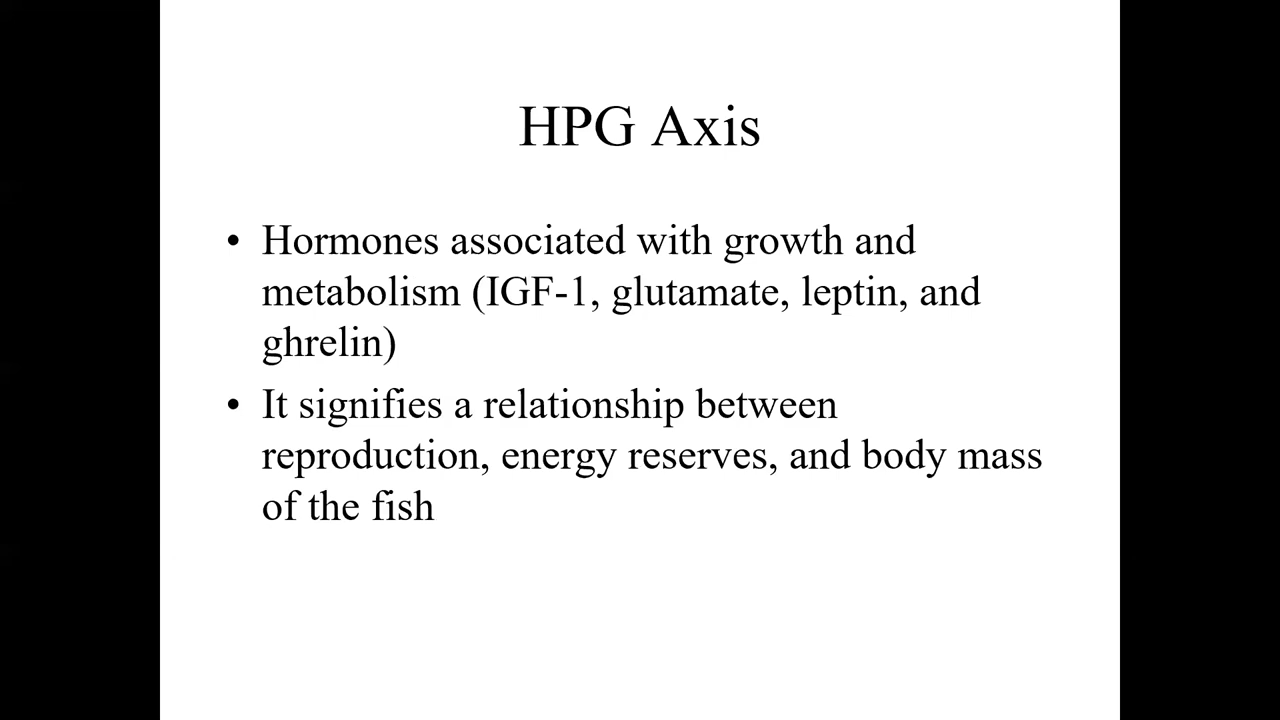 HPG Axis
• Hormones associated with growth and
metabolism (IGF-1, glutamate, leptin, and
ghrelin)
• It signifies a relationship between
reproduction, energy reserves, and body mass
of the fish